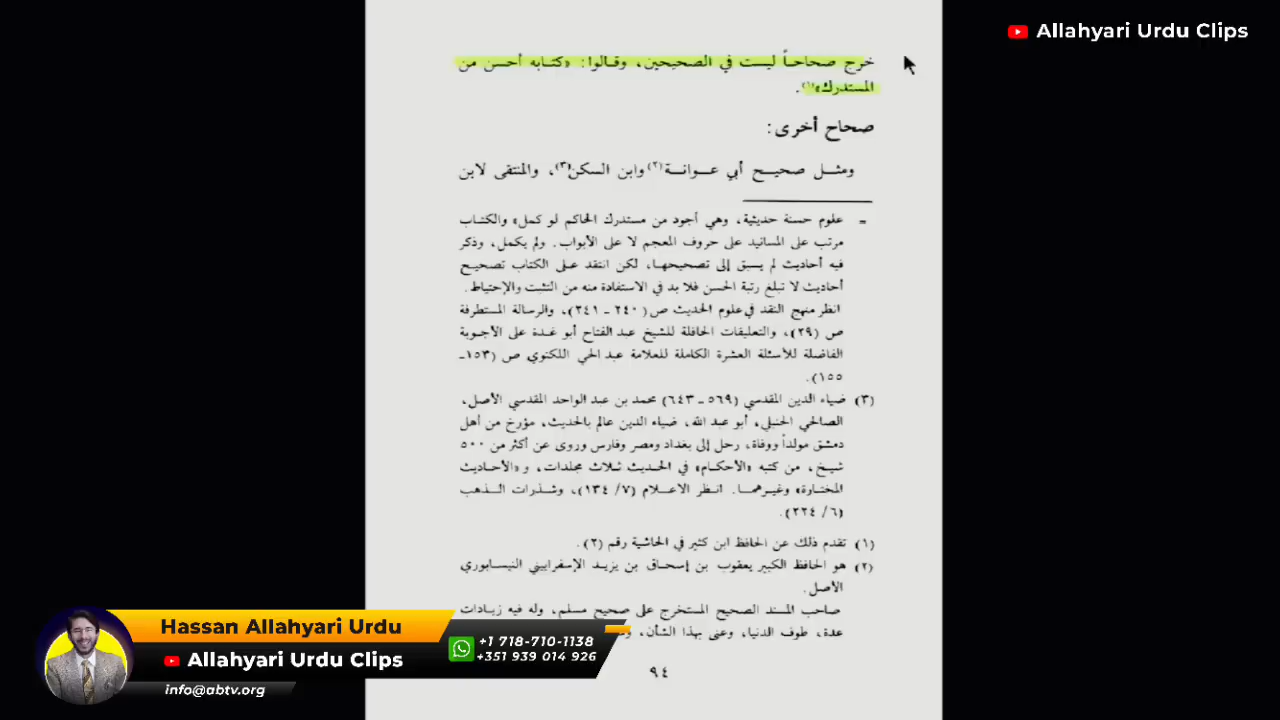 Allahyari Urdu Clips
خرج صحاحاً ليست في الصحيحين، وقالوا: «كتابه أحسن من
المستدرك»(١).
صحاح أخرى:
ومثل صحيح أبي عوانة(٢) وابن السكن(٣)، والمنتقى لابن
= علوم حسنة حديثية، وهي أجود من مستدرك الحاكم لو كمل» والكتاب
مرتب على المسانيد على حروف المعجم لا على الأبواب. ولم يكمل، وذكر
فيه أحاديث لم يسبق إلى تصحيحها، لكن انتقد على الكتاب تصحيح
أحاديث لا تبلغ رتبة الحسن فلا بد في الاستفادة منه من التثبت والإحتياط.
انظر منهج النقد في علوم الحديث ص (٢٤٠ - ٣٤١)، والرسالة المستطرفة
ص (٢٩)، والتعليقات الحافلة للشيخ عبد الفتاح أبو غدة على الأجوبة
الفاضلة للأسئلة العشرة الكاملة للعلامة عبد الحي اللكنوي ص (١٥٣-
١٥٥).
(٣) ضياء الدين المقدسي (٥٦٩ - ٦٤٣) محمد بن عبد الواحد المقدسي الأصل،
الصالحي الحنبلي، أبو عبد الله، ضياء الدين عالم بالحديث، مؤرخ من أهل
دمشق مولداً ووفاة، رحل إلى بغداد ومصر وفارس وروى عن أكثر من ٥٠٠
شيخ، من كتبه «الأحكام» في الحديث ثلاث مجلدات، و«الأحاديث
المختارة» وغيرهما. انظر الاعلام (٧/ ١٣٤)، وشذرات الذهب
(٦/ ٢٢٤).
(١) تقدم ذلك عن الحافظ ابن كثير في الحاشية رقم (٢).
(٢) هو الحافظ الكبير يعقوب بن إسحاق بن يزيد الإسفراييني النيسابوري
الأصل.
صاحب المسند الصحيح المستخرج على صحيح مسلم، وله فيه زيادات
عدة، طوف الدنيا، وعنى بهذا الشأن،
٩٤
Hassan Allahyari Urdu
Allahyari Urdu Clips
info@abtv.org
+1 718-710-1138
+351 939 014 926